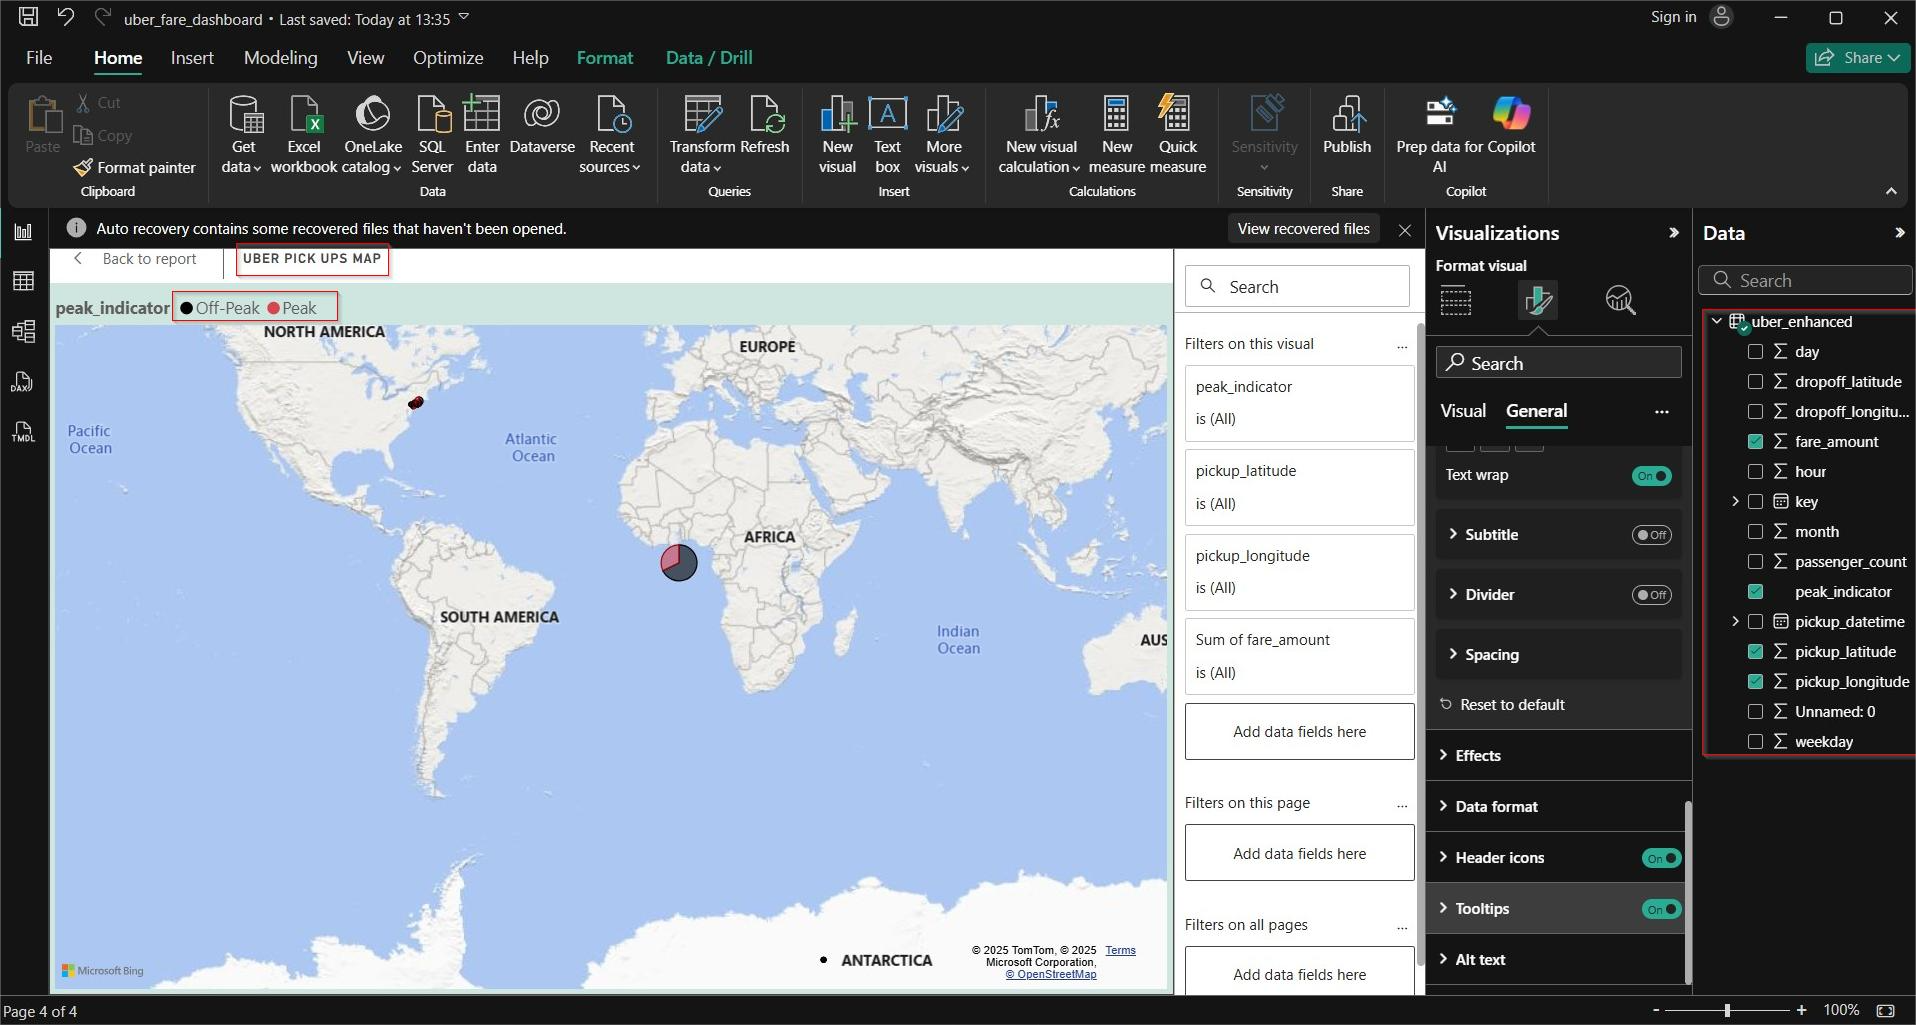 uber_fare_dashboard • Last saved: Today at 13:35
Sign in
File Home Insert Modeling View Optimize Help Format Data / Drill
Share
Paste
Cut
Copy
Format painter
Clipboard
Get data
Excel workbook
OneLake catalog
SQL Server
Enter data
Dataverse
Recent sources
Data
Transform data
Refresh
Queries
New visual
Text box
More visuals
Insert
New visual calculation
New measure
Quick measure
Calculations
Sensitivity
Sensitivity
Publish
Share
Prep data for AI
Copilot
Copilot
Auto recovery contains some recovered files that haven't been opened.
View recovered files
DAX
TMDL
Back to report
UBER PICK UPS MAP
peak_indicator Off-Peak Peak
NORTH AMERICA
EUROPE
Pacific
Ocean
Atlantic
Ocean
AFRICA
SOUTH AMERICA
Indian
Ocean
AUS
ANTARCTICA
Microsoft Bing
© 2025 TomTom, © 2025 Terms
Microsoft Corporation,
© OpenStreetMap
Search
Filters on this visual
...
peak_indicator
is (All)
pickup_latitude
is (All)
pickup_longitude
is (All)
Sum of fare_amount
is (All)
Add data fields here
Filters on this page
...
Add data fields here
Filters on all pages
...
Add data fields here
Visualizations
Format visual
Search
Visual General
...
Text wrap On
Subtitle Off
Divider Off
Spacing
Reset to default
Effects
Data format
Header icons On
Tooltips On
Alt text
Data
Search
uber_enhanced
day
dropoff_latitude
dropoff_longitu...
fare_amount
hour
key
month
passenger_count
peak_indicator
pickup_datetime
pickup_latitude
pickup_longitude
Unnamed: 0
weekday
Page 4 of 4
- + 100%